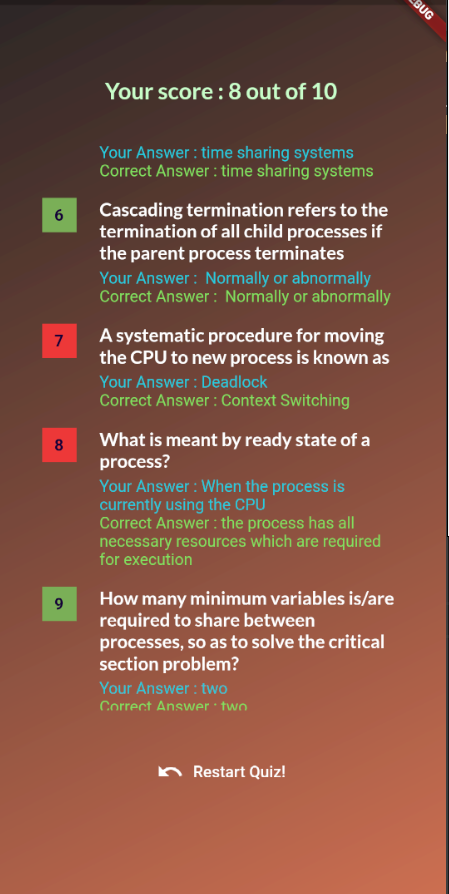 BUG
Your score : 8 out of 10
Your Answer : time sharing systems
Correct Answer : time sharing systems
6
Cascading termination refers to the
termination of all child processes if
the parent process terminates
Your Answer :  Normally or abnormally
Correct Answer :  Normally or abnormally
7
A systematic procedure for moving
the CPU to new process is known as
Your Answer : Deadlock
Correct Answer : Context Switching
8
What is meant by ready state of a
process?
Your Answer : When the process is
currently using the CPU
Correct Answer : the process has all
necessary resources which are required
for execution
9
How many minimum variables is/are
required to share between
processes, so as to solve the critical
section problem?
Your Answer : two
Correct Answer : two
Restart Quiz!